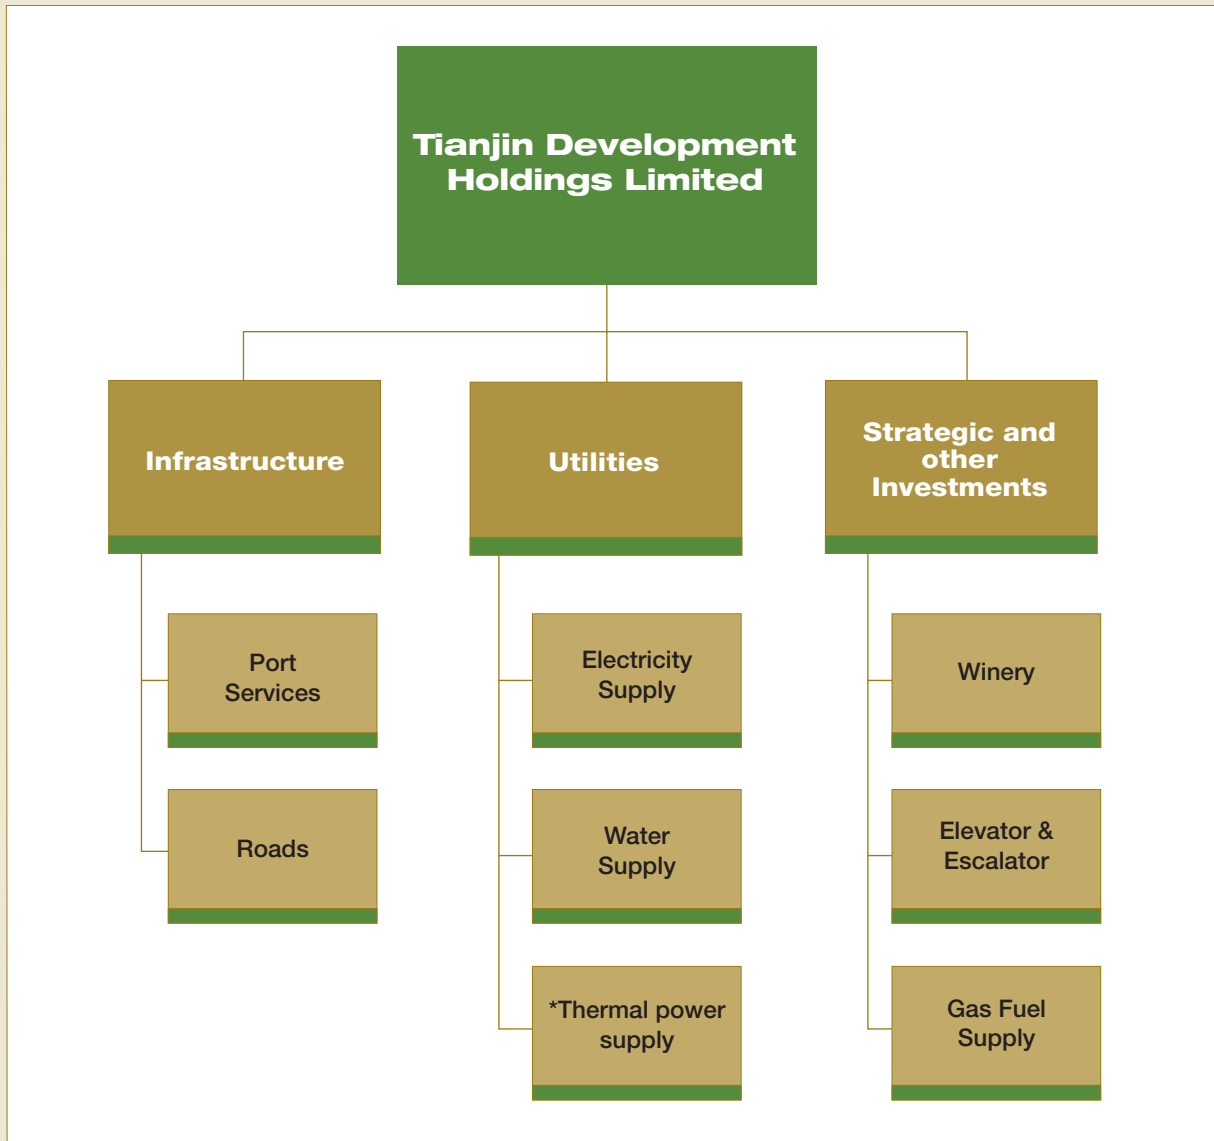 Tianjin Development
Holdings Limited
Infrastructure
Utilities
Strategic and
other
Investments
Port
Services
Electricity
Supply
Winery
Roads
Water
Supply
Elevator &
Escalator
*Thermal power
supply
Gas Fuel
Supply